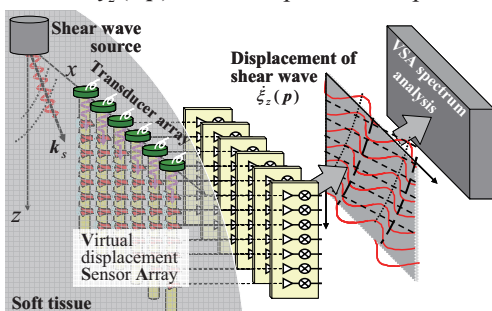 Shear wave
source
x
Transducer array
k_s
z
Virtual
displacement
Sensor Array
Soft tissue
Displacement
of shear wave
ξ̇_z(p)
VSA spectrum
analysis